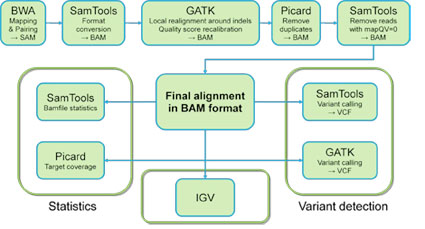 BWA
Mapping
& Pairing
→ SAM
SamTools
Format
conversion
→ BAM
GATK
Local realignment around indels
Quality score recalibration
→ BAM
Picard
Remove
duplicates
→ BAM
SamTools
Remove reads
with mapQV=0
→ BAM
SamTools
Bamfile statistics
Picard
Target coverage
Statistics
Final alignment
in BAM format
IGV
SamTools
Variant calling
→ VCF
GATK
Variant calling
→ VCF
Variant detection